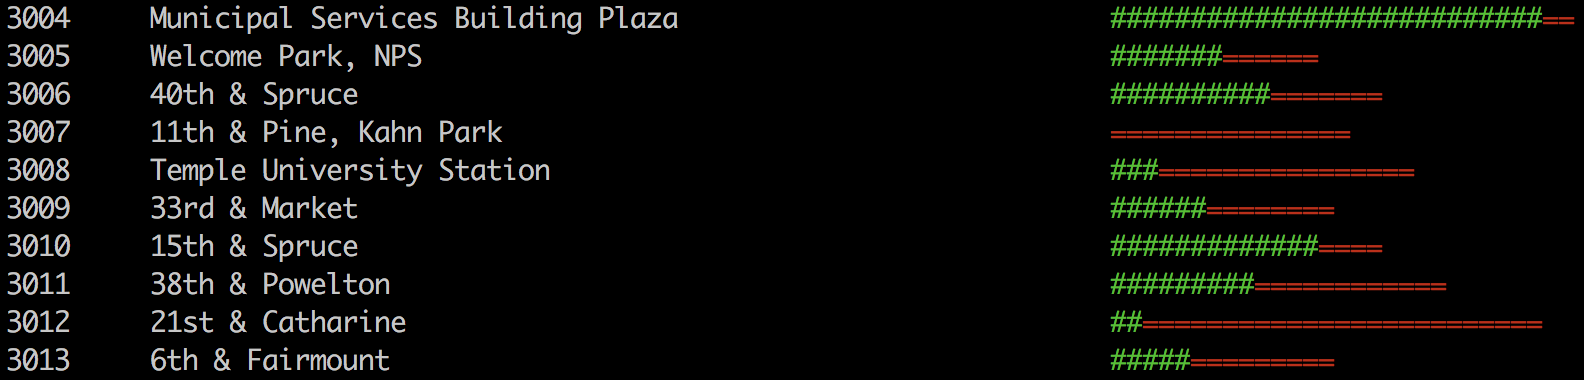 3004 Municipal Services Building Plaza ###########################==
3005 Welcome Park, NPS #######======
3006 40th & Spruce ##########=======
3007 11th & Pine, Kahn Park ===============
3008 Temple University Station ###================
3009 33rd & Market ######========
3010 15th & Spruce #############====
3011 38th & Powelton #########============
3012 21st & Catharine ##=========================
3013 6th & Fairmount #####=========